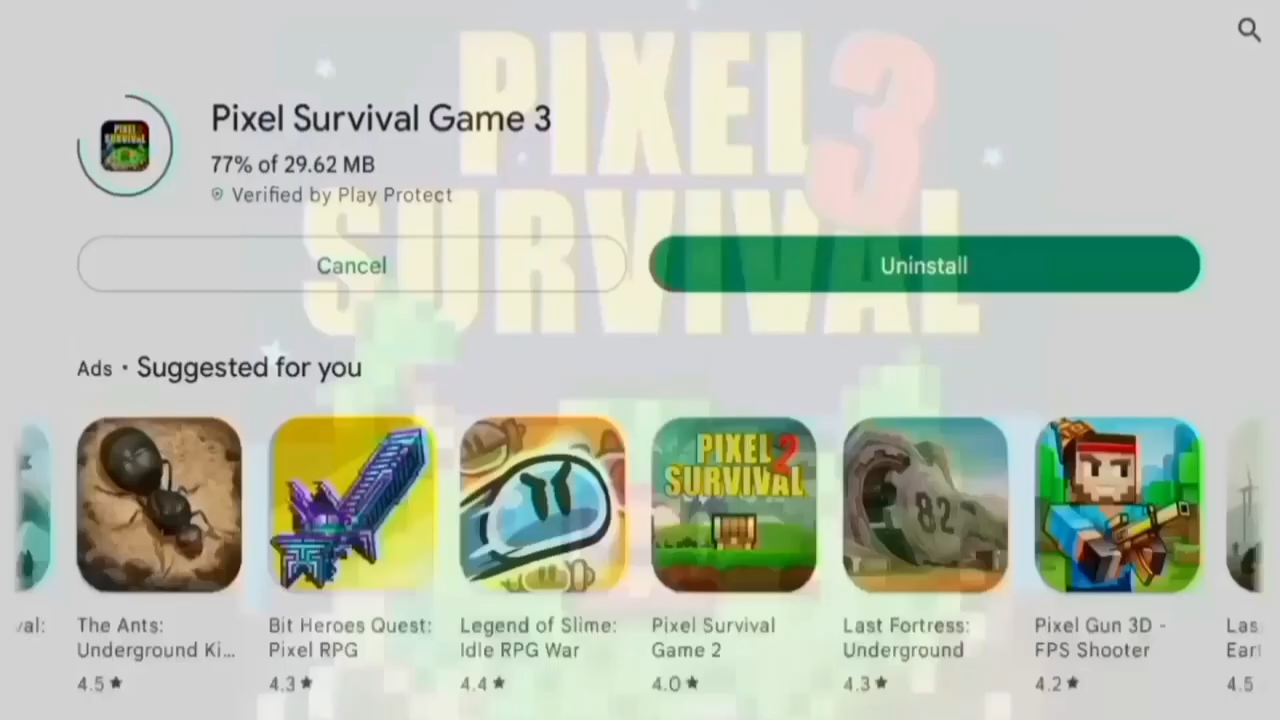 PIXEL 3
SURVIVAL
Pixel Survival Game 3
77% of 29.62 MB
Verified by Play Protect
Cancel
Uninstall
Ads • Suggested for you
PIXEL 2
SURVIVAL
82
val:
The Ants:
Underground Ki...
4.5★
Bit Heroes Quest:
Pixel RPG
4.3★
Legend of Slime:
Idle RPG War
4.4★
Pixel Survival
Game 2
4.0★
Last Fortress:
Underground
4.3★
Pixel Gun 3D -
FPS Shooter
4.2★
Las
Eart
4.5